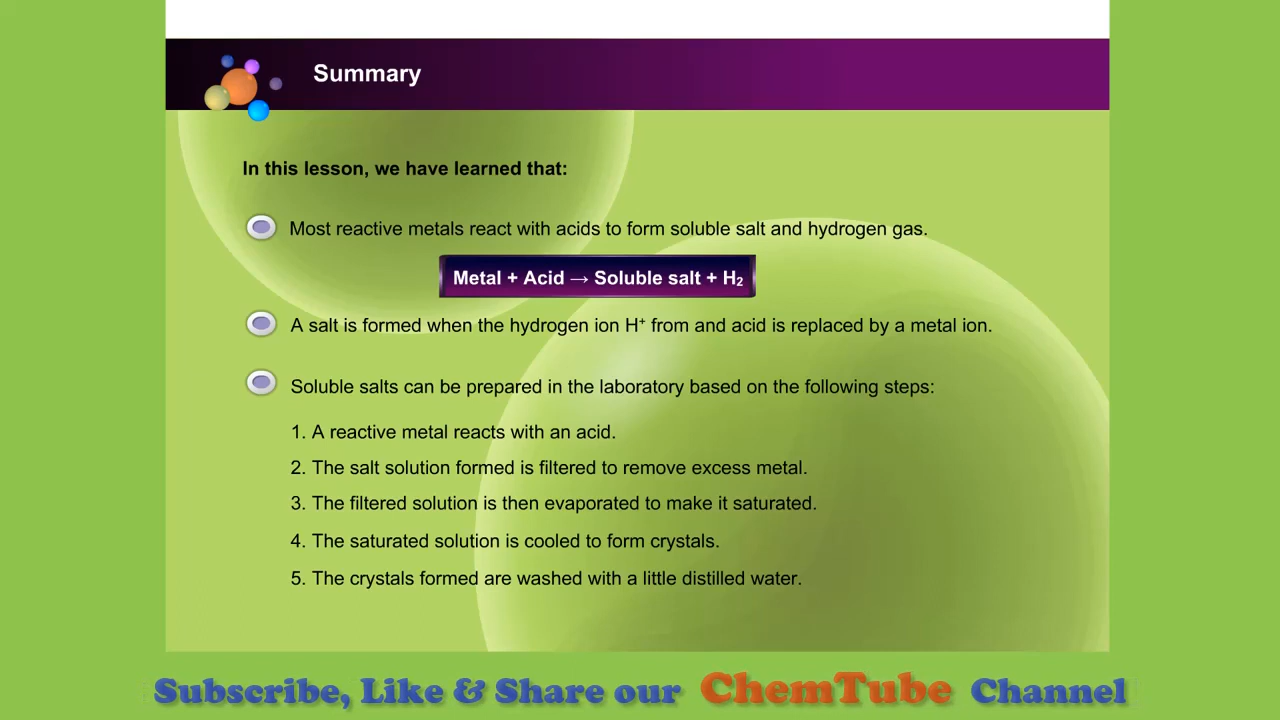 Summary
In this lesson, we have learned that:
Most reactive metals react with acids to form soluble salt and hydrogen gas.
Metal + Acid → Soluble salt + H₂
A salt is formed when the hydrogen ion H⁺ from and acid is replaced by a metal ion.
Soluble salts can be prepared in the laboratory based on the following steps:
1. A reactive metal reacts with an acid.
2. The salt solution formed is filtered to remove excess metal.
3. The filtered solution is then evaporated to make it saturated.
4. The saturated solution is cooled to form crystals.
5. The crystals formed are washed with a little distilled water.
Subscribe, Like & Share our ChemTube Channel